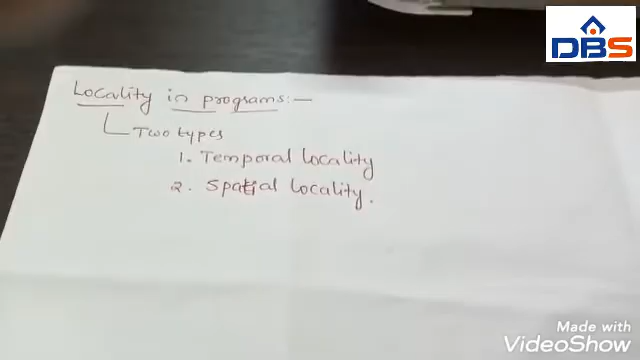 DBS
Locality in programs:-
Two types
1. Temporal locality
2. Spatial locality.
Made with
VideoShow